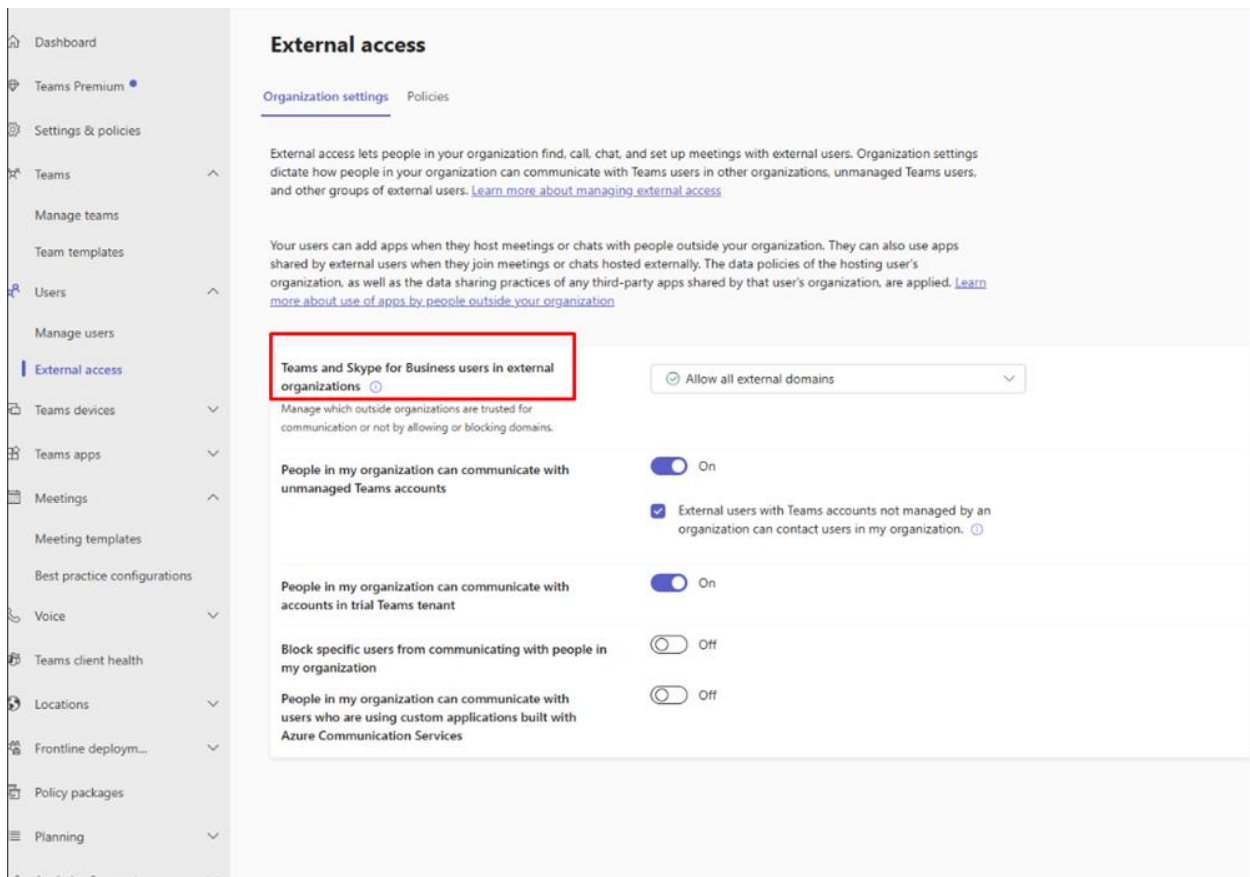 Dashboard
Teams Premium
Settings & policies
Teams
Manage teams
Team templates
Users
Manage users
External access
Teams devices
Teams apps
Meetings
Meeting templates
Best practice configurations
Voice
Teams client health
Locations
Frontline deploym...
Policy packages
Planning
External access
Organization settings
Policies
External access lets people in your organization find, call, chat, and set up meetings with external users. Organization settings
dictate how people in your organization can communicate with Teams users in other organizations, unmanaged Teams users,
and other groups of external users. Learn more about managing external access
Your users can add apps when they host meetings or chats with people outside your organization. They can also use apps
shared by external users when they join meetings or chats hosted externally. The data policies of the hosting user's
organization, as well as the data sharing practices of any third-party apps shared by that user's organization, are applied. Learn
more about use of apps by people outside your organization
Teams and Skype for Business users in external
organizations
Manage which outside organizations are trusted for
communication or not by allowing or blocking domains.
Allow all external domains
People in my organization can communicate with
unmanaged Teams accounts
On
External users with Teams accounts not managed by an
organization can contact users in my organization.
People in my organization can communicate with
accounts in trial Teams tenant
On
Block specific users from communicating with people in
my organization
Off
People in my organization can communicate with
users who are using custom applications built with
Azure Communication Services
Off